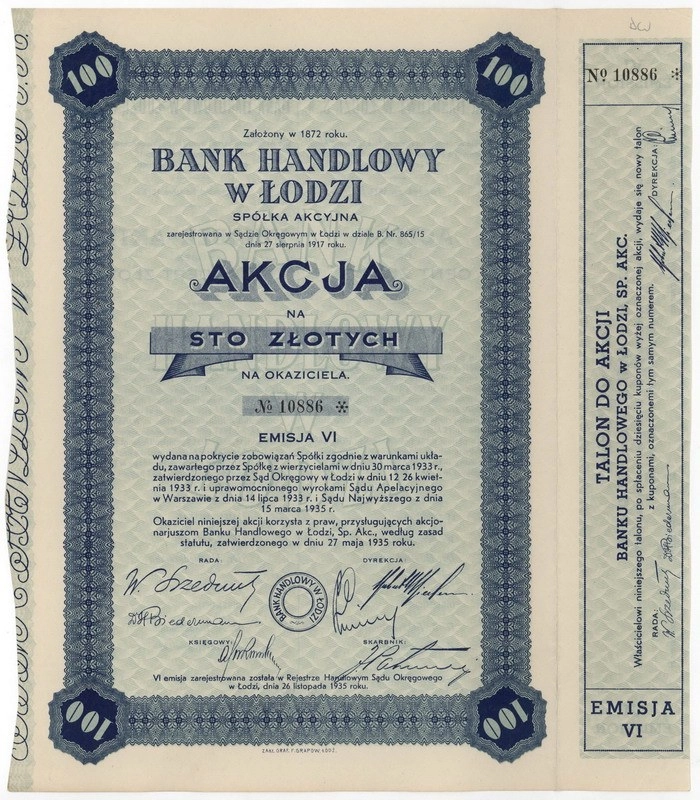 100
100
Założony w 1872 roku.
BANK HANDLOWY
W ŁODZI
SPÓŁKA AKCYJNA
zarejestrowana w Sądzie Okręgowym w Łodzi w dziale B. Nr. 865/15
dnia 27 sierpnia 1917 roku.
AKCJA
NA
STO ZŁOTYCH
NA OKAZICIELA.
№ 10886 ※
EMISJA VI
wydana na pokrycie zobowiązań Spółki zgodnie z warunkami ukła-
du, zawartego przez Spółkę z wierzycielami w dniu 30 marca 1933 r.,
zatwierdzonego przez Sąd Okręgowy w Łodzi w dniu 12 26 kwiet-
nia 1933 r. i uprawomocnionego wyrokami Sądu Apelacyjnego
w Warszawie z dnia 14 lipca 1933 r. i Sądu Najwyższego z dnia
15 marca 1935 r.
Okaziciel niniejszej akcji korzysta z praw, przysługujących akcjo-
narjuszom Banku Handlowego w Łodzi, Sp. Akc., według zasad
statutu, zatwierdzonego w dniu 27 maja 1935 roku.
RADA:
DYREKCJA:
BANK HANDLOWY W ŁODZI
Biedermann
KSIĘGOWY:
SKARBNIK:
VI emisja zarejestrowana została w Rejestrze Handlowym Sądu Okręgowego
w Łodzi, dnia 26 listopada 1935 roku.
100
100
ZAKŁ. GRAF. F. GRAPOW, ŁÓDŹ.
№ 10886 ※
TALON DO AKCJI
BANKU HANDLOWEGO w ŁODZI, SP. AKC.
Właścicielowi niniejszego talonu, po spłaceniu dziesięciu kuponów wyżej oznaczonej akcji, wydaje się nowy talon
z kuponami, oznaczonemi tym samym numerem.
RADA:
DYREKCJA:
Biedermann
EMISJA
VI